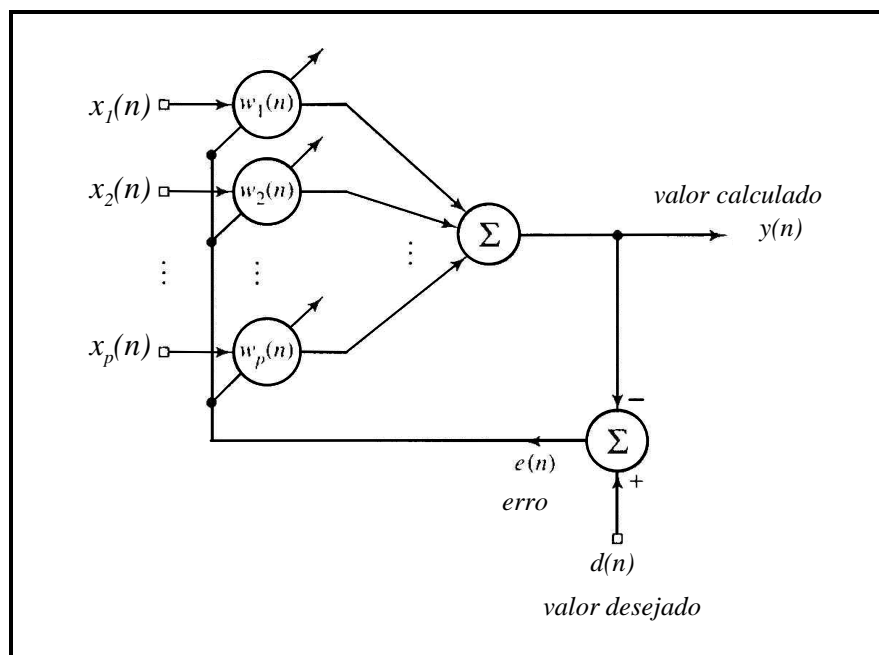 x₁(n)
w₁(n)
x₂(n)
w₂(n)
⋮ ⋮ ⋮
Σ
valor calculado
y(n)
xₚ(n)
wₚ(n)
−
Σ
e(n)
+
erro
d(n)
valor desejado